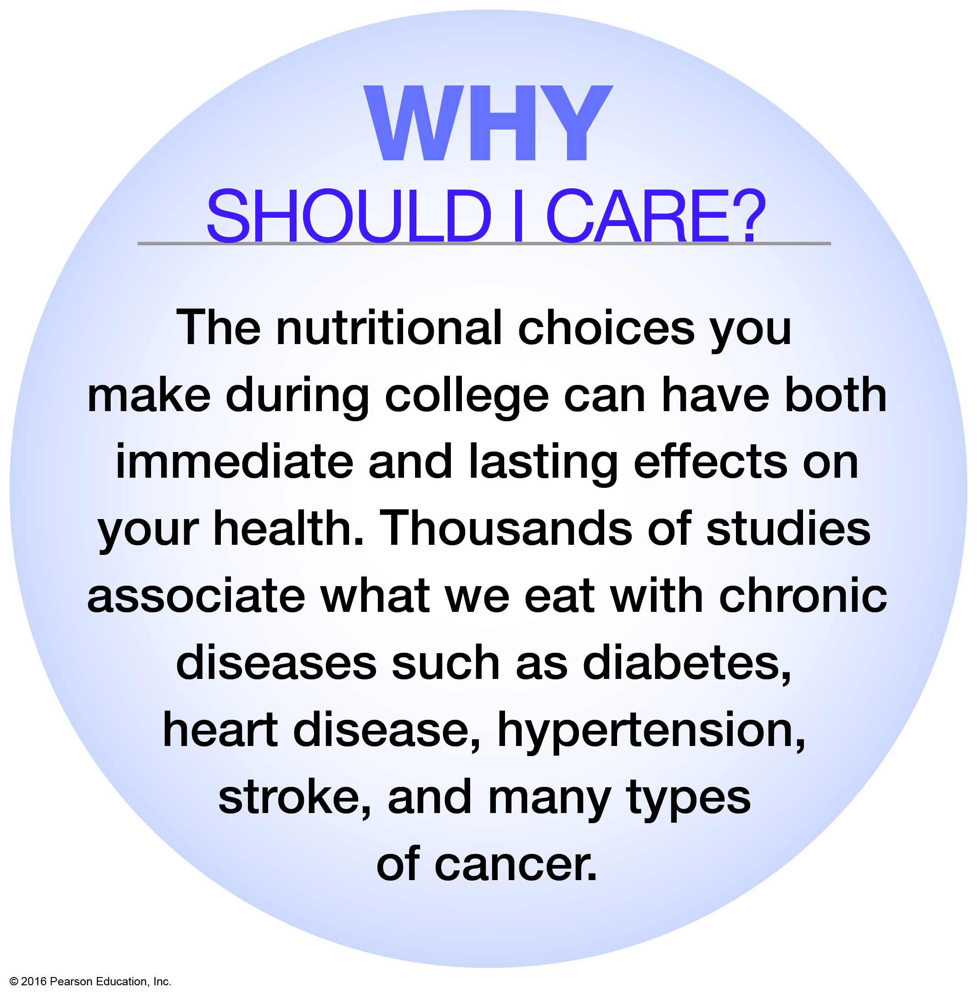 WHY
SHOULD I CARE?
The nutritional choices you
make during college can have both
immediate and lasting effects on
your health. Thousands of studies
associate what we eat with chronic
diseases such as diabetes,
heart disease, hypertension,
stroke, and many types
of cancer.
© 2016 Pearson Education, Inc.